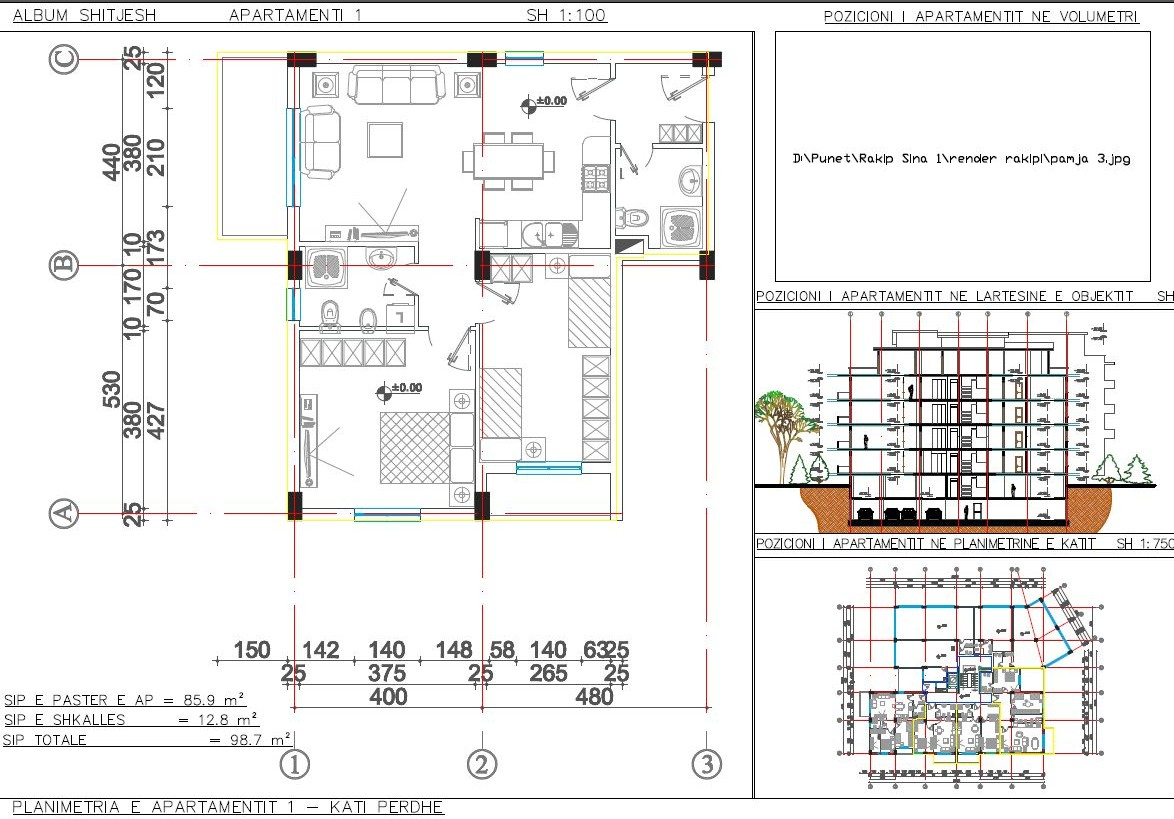 ALBUM SHITJESH APARTAMENTI 1 SH 1:100
POZICIONI I APARTAMENTIT NE VOLUMETRI
D:\Punet\Rakip Sina 1\render rakipi\pamja 3.jpg
POZICIONI I APARTAMENTIT NE LARTESINE E OBJEKTIT SH
POZICIONI I APARTAMENTIT NE PLANIMETRINE E KATIT SH 1:750
C
B
A
25
120
440
380
210
10
173
170
70
10
530
380
427
25
±0.00
±0.00
150 142 140 148 58 140 63 25
25 375 25 265 25
400 480
1 2 3
SIP E PASTER E AP = 85.9 m²
SIP E SHKALLES = 12.8 m²
SIP TOTALE = 98.7 m²
PLANIMETRIA E APARTAMENTIT 1 – KATI PERDHE